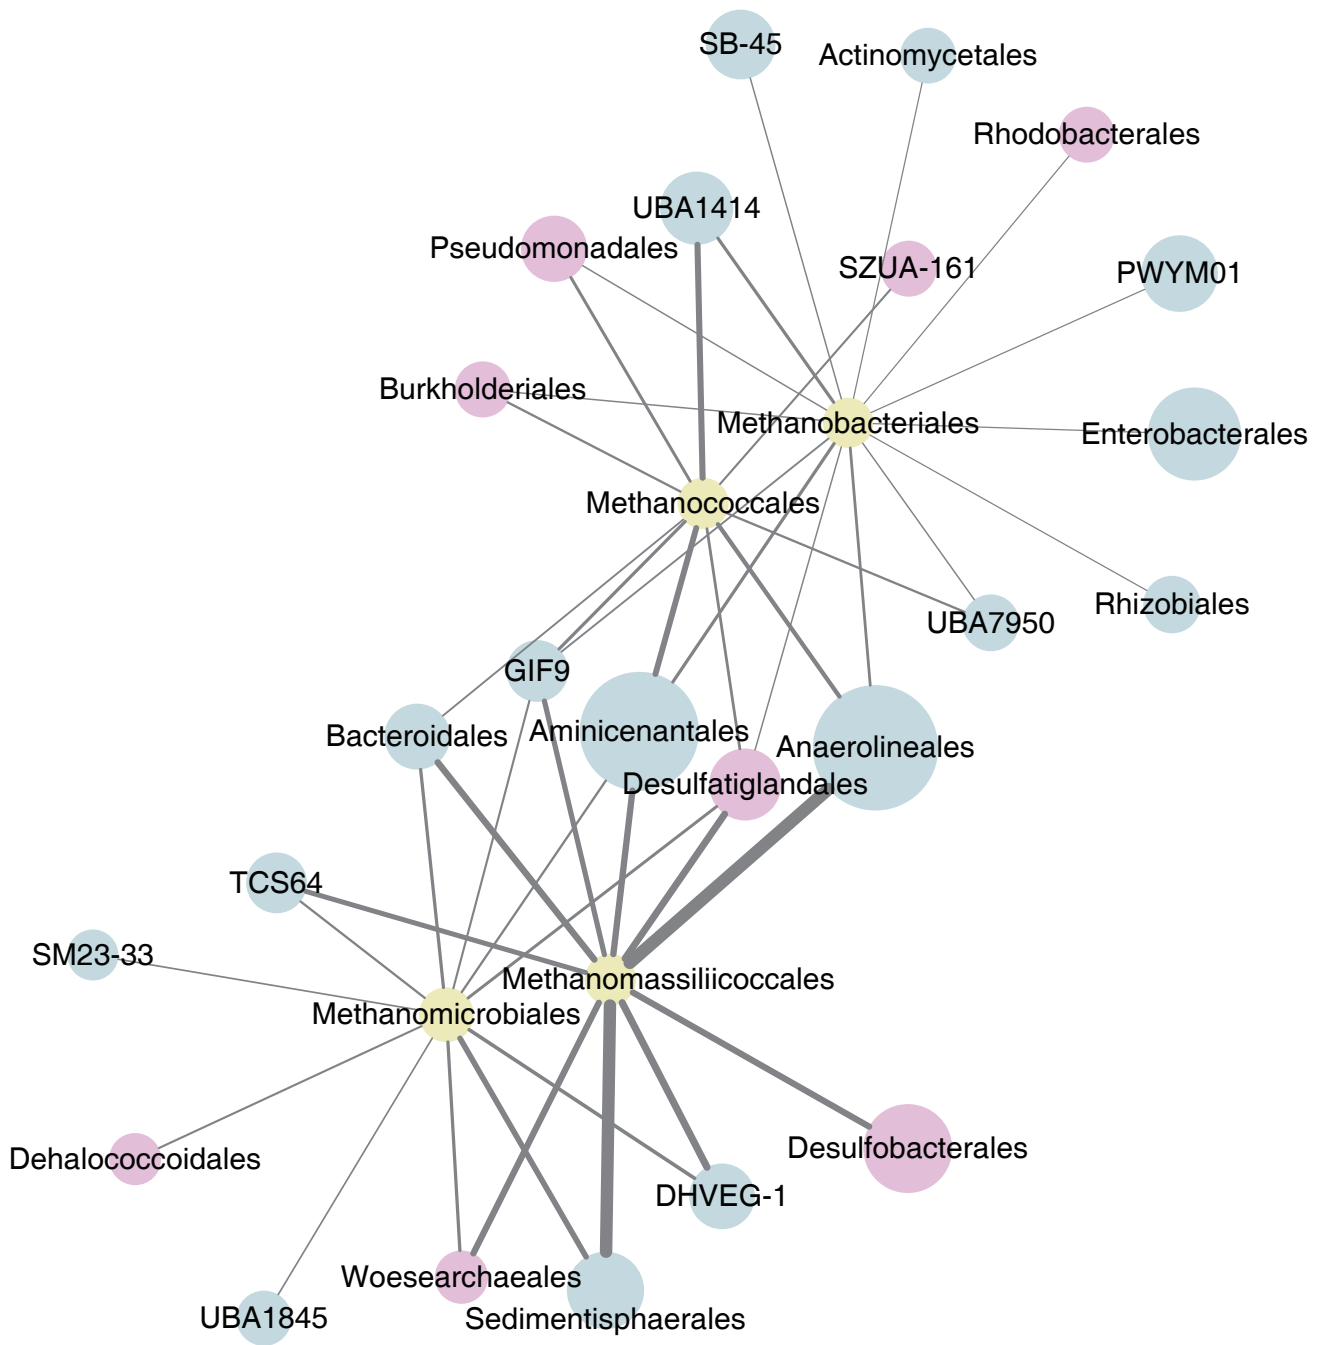 SB-45
Actinomycetales
Rhodobacterales
UBA1414
Pseudomonadales
SZUA-161
PWYM01
Burkholderiales
Methanobacteriales
Enterobacterales
Methanococcales
Rhizobiales
UBA7950
GIF9
Bacteroidales
Aminicenantales
Anaerolineales
Desulfatiglandales
TCS64
SM23-33
Methanomassiliicoccales
Methanomicrobiales
Desulfobacterales
Dehalococcoidales
DHVEG-1
Woesearchaeales
UBA1845
Sedimentisphaerales